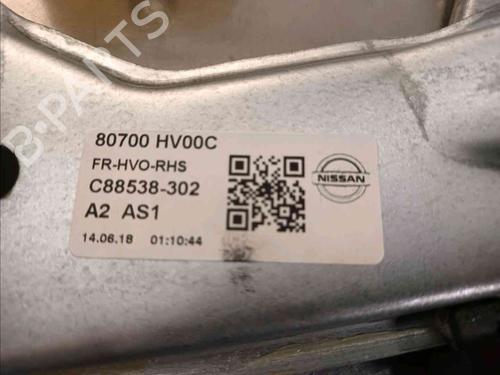 B-PARTS
80700 HV00C
FR-HVO-RHS
C88538-302
A2 AS1
14.06.18 01:10:44
NISSAN